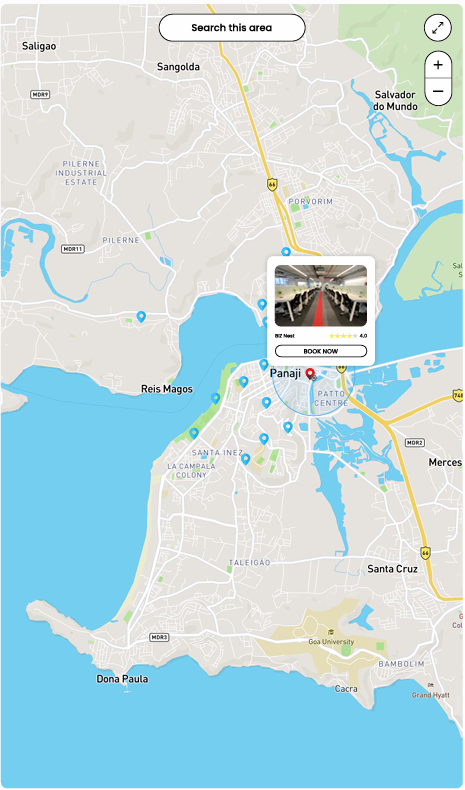 Search this area
Saligao
Sangolda
+
−
MDR9
Salvador
do Mundo
PILERNE
INDUSTRIAL
ESTATE
66
PORVORIM
PILERNE
MDR11
Sal
S
BIZ Nest
4.0
BOOK NOW
Panaji
66
Reis Magos
PATTO
CENTRE
748
MDR2
SANTA INEZ
LA CAMPALA
COLONY
Merces
66
TALEIGAO
Santa Cruz
G
Col
MDR3
Goa University
BAMBOLIM
Dona Paula
Cacra
Grand Hyatt